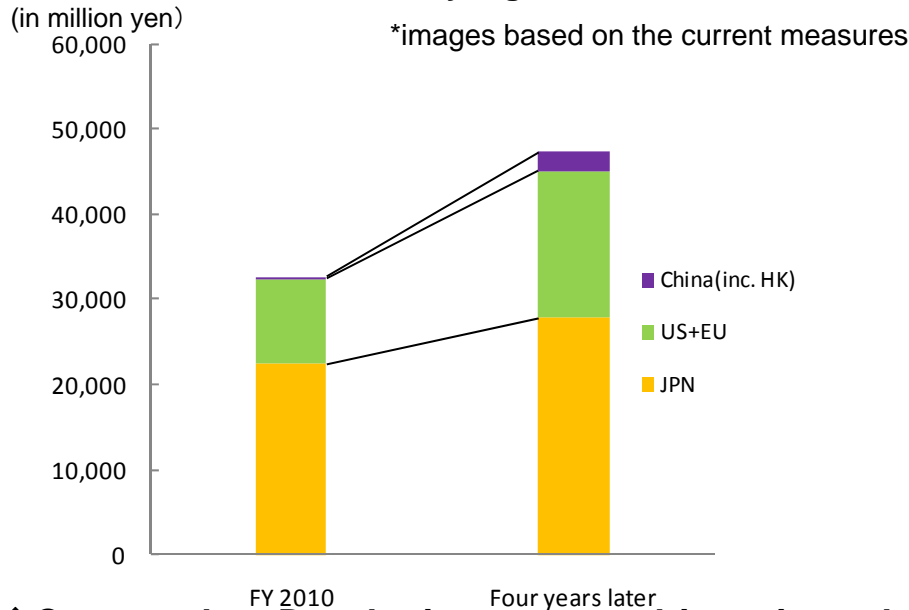 (in million yen）
*images based on the current measures
60,000
50,000
40,000
30,000
20,000
10,000
0
China(inc. HK)
US+EU
JPN
FY 2010 Four years later